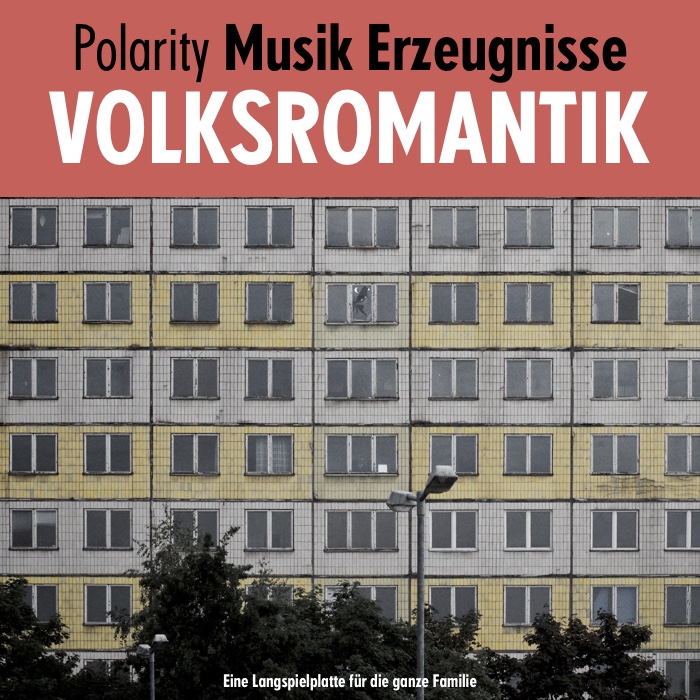 Polarity Musik Erzeugnisse
VOLKSROMANTIK
Eine Langspielplatte für die ganze Familie